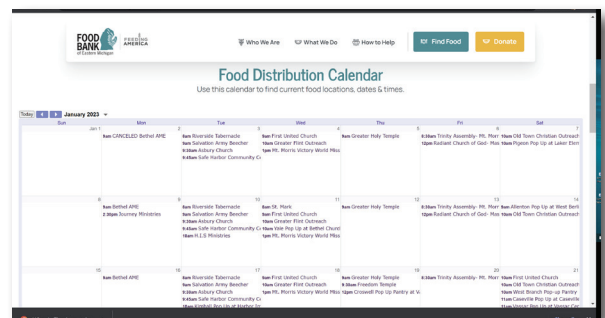 FOOD BANK
of Eastern Michigan
FEEDING AMERICA
Who We Are
What We Do
How to Help
Find Food
Donate
Food Distribution Calendar
Use this calendar to find current food locations, dates & times.
Today
January 2023
Sun Mon Tue Wed Thu Fri Sat
Jan 1 2 3 4 5 6 7
9am CANCELED Bethel AME
9am Riverside Tabernacle
9am Salvation Army Beecher
9:30am Asbury Church
9:45am Safe Harbor Community C
9am First United Church
10am Greater Flint Outreach
1pm Mt. Morris Victory World Miss
9am Greater Holy Temple
9:30am Trinity Assembly- Mt. Morr
12pm Radiant Church of God- Mas
10am Old Town Christian Outreach
10am Pigeon Pop Up at Laker Elem
8 9 10 11 12 13 14
9am Bethel AME
2:30pm Journey Ministries
9am Riverside Tabernacle
9am Salvation Army Beecher
9:30am Asbury Church
9:45am Safe Harbor Community C
10am H.I.S Ministries
9am St. Mark
9am First United Church
10am Greater Flint Outreach
10am Yale Pop Up at Bethel Churc
1pm Mt. Morris Victory World Miss
9am Greater Holy Temple
9:30am Trinity Assembly- Mt. Morr
12pm Radiant Church of God- Mas
9am Allenton Pop Up at West Berli
10am Old Town Christian Outreach
15 16 17 18 19 20 21
9am Bethel AME
9am Riverside Tabernacle
9am Salvation Army Beecher
9:30am Asbury Church
9:45am Safe Harbor Community C
9am First United Church
10am Greater Flint Outreach
1pm Mt. Morris Victory World Miss
9am Greater Holy Temple
9:30am Freedom Temple
12pm Croswell Pop Up Pantry at
9:30am Trinity Assembly- Mt. Morr
10am First United Church
10am Old Town Christian Outreach
10am West Branch Pop-up Pantry
11am Caseville Pop Up at Caseville